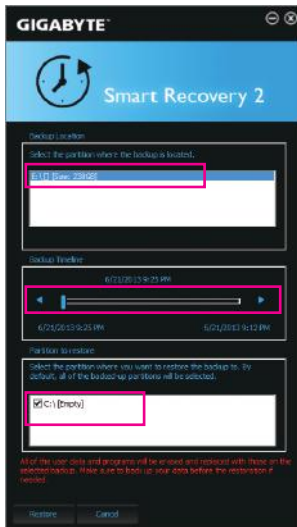 GIGABYTE™
Smart Recovery 2
Backup Location
Select the partition where the backup is located.
E:\ [] [Size: 238GB]
Backup Timeline
6/21/2013 9:25 PM
6/21/2013 9:25 PM
6/21/2013 9:12 PM
Partition to restore
Select the partition where you want to restore the backup to. By
default, all of the backed-up partitions will be selected.
C:\ [Empty]
All of the user data and programs will be erased and replaced with those on the
selected backup. Make sure to back up your data before the restoration if
needed.
Restore
Cancel